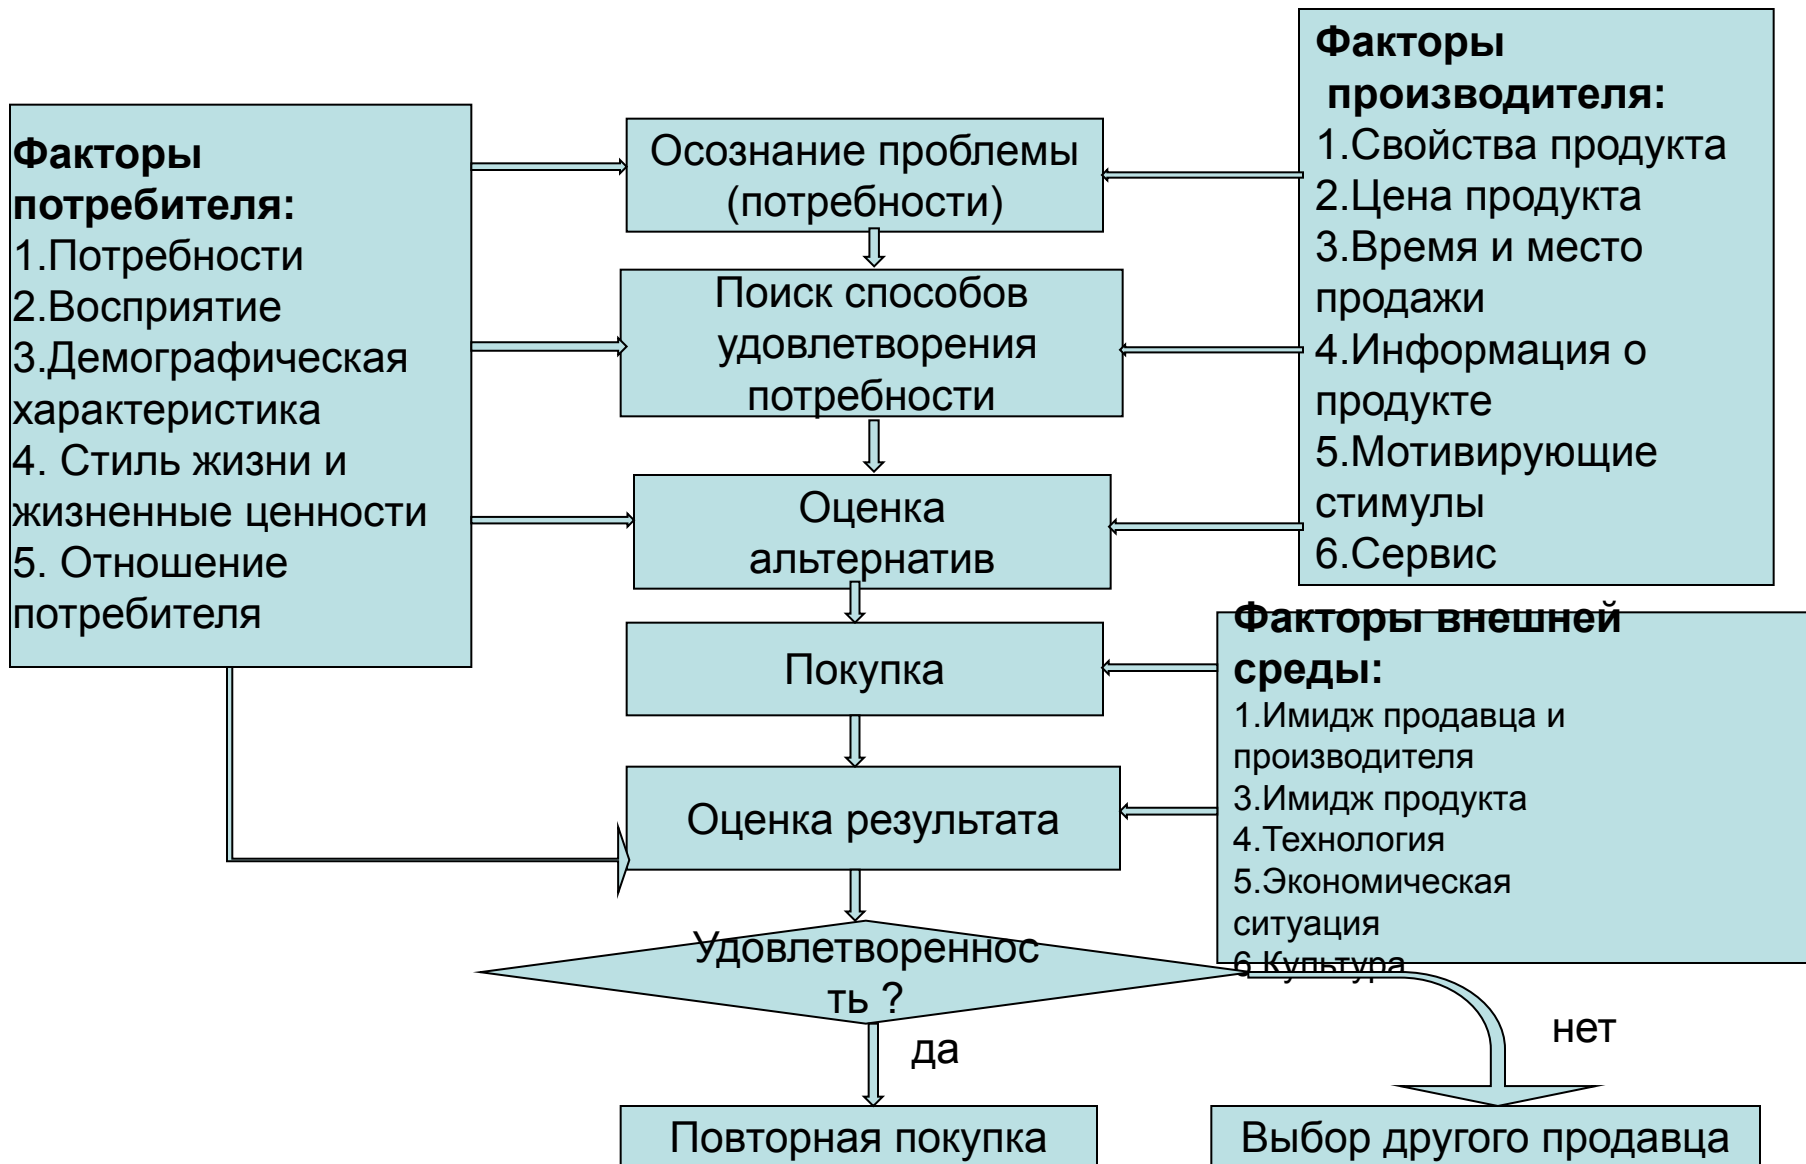 Факторы
потребителя:
1.Потребности
2.Восприятие
3.Демографическая
характеристика
4. Стиль жизни и
жизненные ценности
5. Отношение
потребителя
Осознание проблемы
(потребности)
Поиск способов
удовлетворения
потребности
Оценка
альтернатив
Покупка
Оценка результата
Удовлетвореннос
ть ?
да
нет
Повторная покупка
Выбор другого продавца
Факторы
производителя:
1.Свойства продукта
2.Цена продукта
3.Время и место
продажи
4.Информация о
продукте
5.Мотивирующие
стимулы
6.Сервис
Факторы внешней
среды:
1.Имидж продавца и
производителя
3.Имидж продукта
4.Технология
5.Экономическая
ситуация
6.Культура